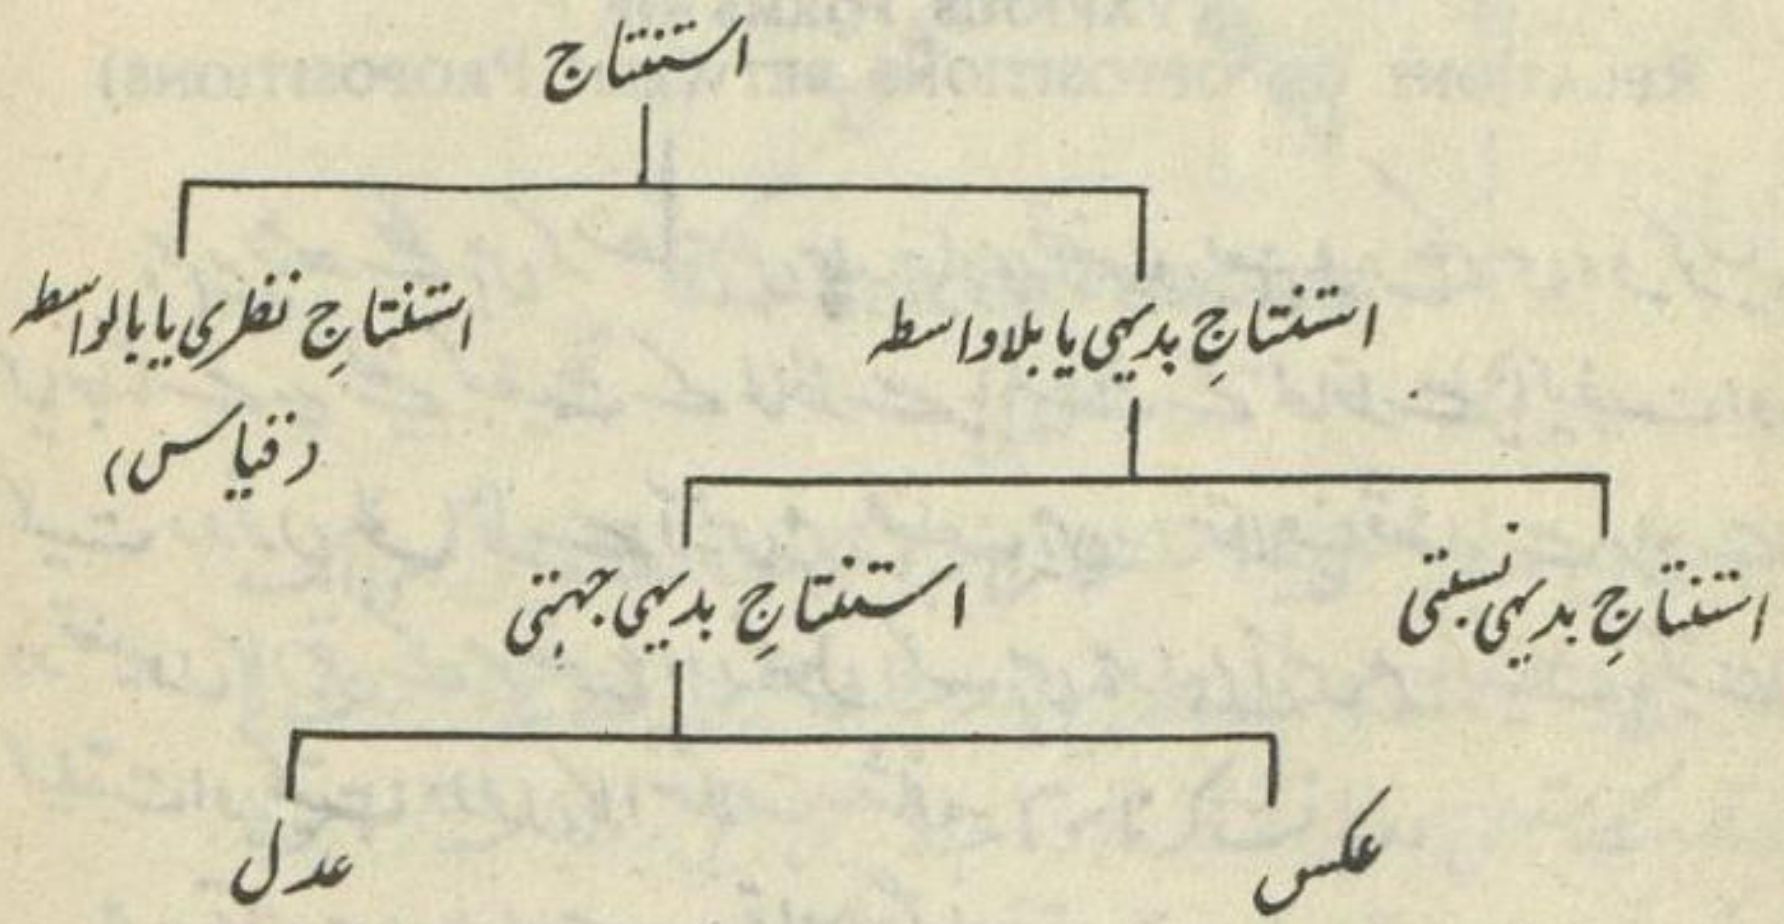 استنتاج
استنتاجِ بدیہی یا بلاواسطہ
استنتاجِ نظری یا بالواسطہ
(قیاس)
استنتاجِ بدیہی نسبتی
استنتاجِ بدیہی جہتی
عکس
عدل